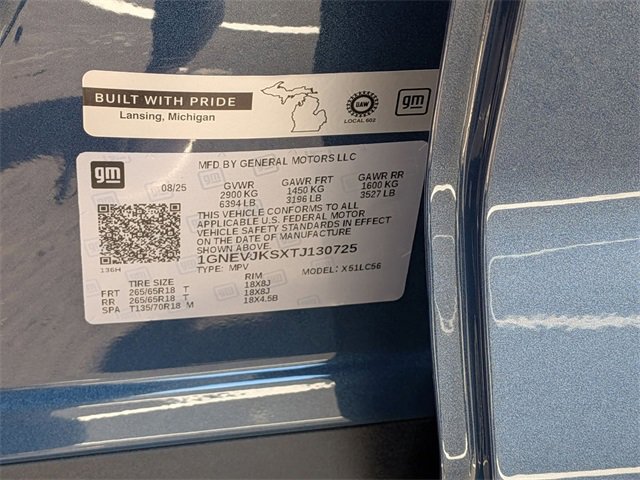 BUILT WITH PRIDE
Lansing, Michigan
UAW
LOCAL 602
gm
gm
MFD BY GENERAL MOTORS LLC
08/25 GVWR GAWR FRT GAWR RR
2900 KG 1450 KG 1600 KG
6394 LB 3196 LB 3527 LB
THIS VEHICLE CONFORMS TO ALL
APPLICABLE U.S. FEDERAL MOTOR
VEHICLE SAFETY STANDARDS IN EFFECT
ON THE DATE OF MANUFACTURE
SHOWN ABOVE.
1GNEVJKSXTJ130725
136H
TYPE: MPV MODEL: X51LC56
TIRE SIZE RIM
FRT 265/65R18 T 18X8J
RR 265/65R18 T 18X8J
SPA T135/70R18 M 18X4.5B